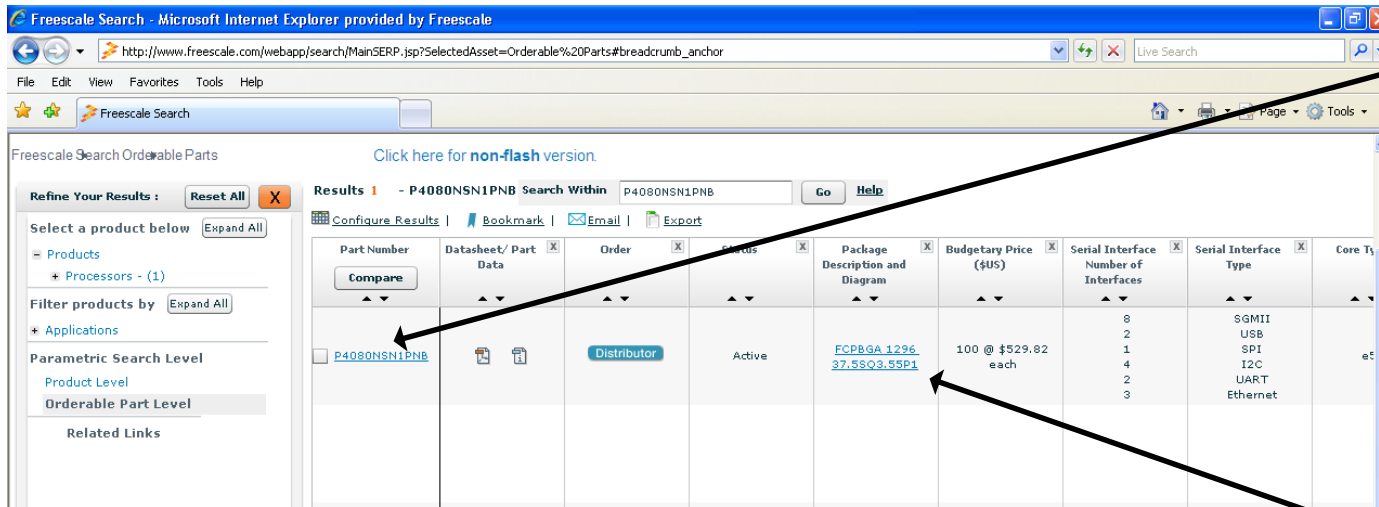 Freescale Search - Microsoft Internet Explorer provided by Freescale
http://www.freescale.com/webapp/search/MainSERP.jsp?SelectedAsset=Orderable%20Parts#breadcrumb_anchor
Live Search
File Edit View Favorites Tools Help
Freescale Search
Page Tools
Freescale Search Orderable Parts
Click here for non-flash version.
Refine Your Results : Reset All X
Results 1 - P4080NSN1PNB Search Within P4080NSN1PNB Go Help
Configure Results | Bookmark | Email | Export
Select a product below Expand All
Products
Processors - (1)
Filter products by Expand All
Applications
Parametric Search Level
Product Level
Orderable Part Level
Related Links
Part Number
Compare
Datasheet/ Part X
Data
Order X
Status X
Package X
Description and
Diagram
Budgetary Price X
($US)
Serial Interface X
Number of
Interfaces
Serial Interface X
Type
Core Ty
P4080NSN1PNB
Distributor
Active
FCPBGA 1296
37.5SQ3.55P1
100 @ $529.82
each
8
2
1
4
2
3
SGMII
USB
SPI
I2C
UART
Ethernet